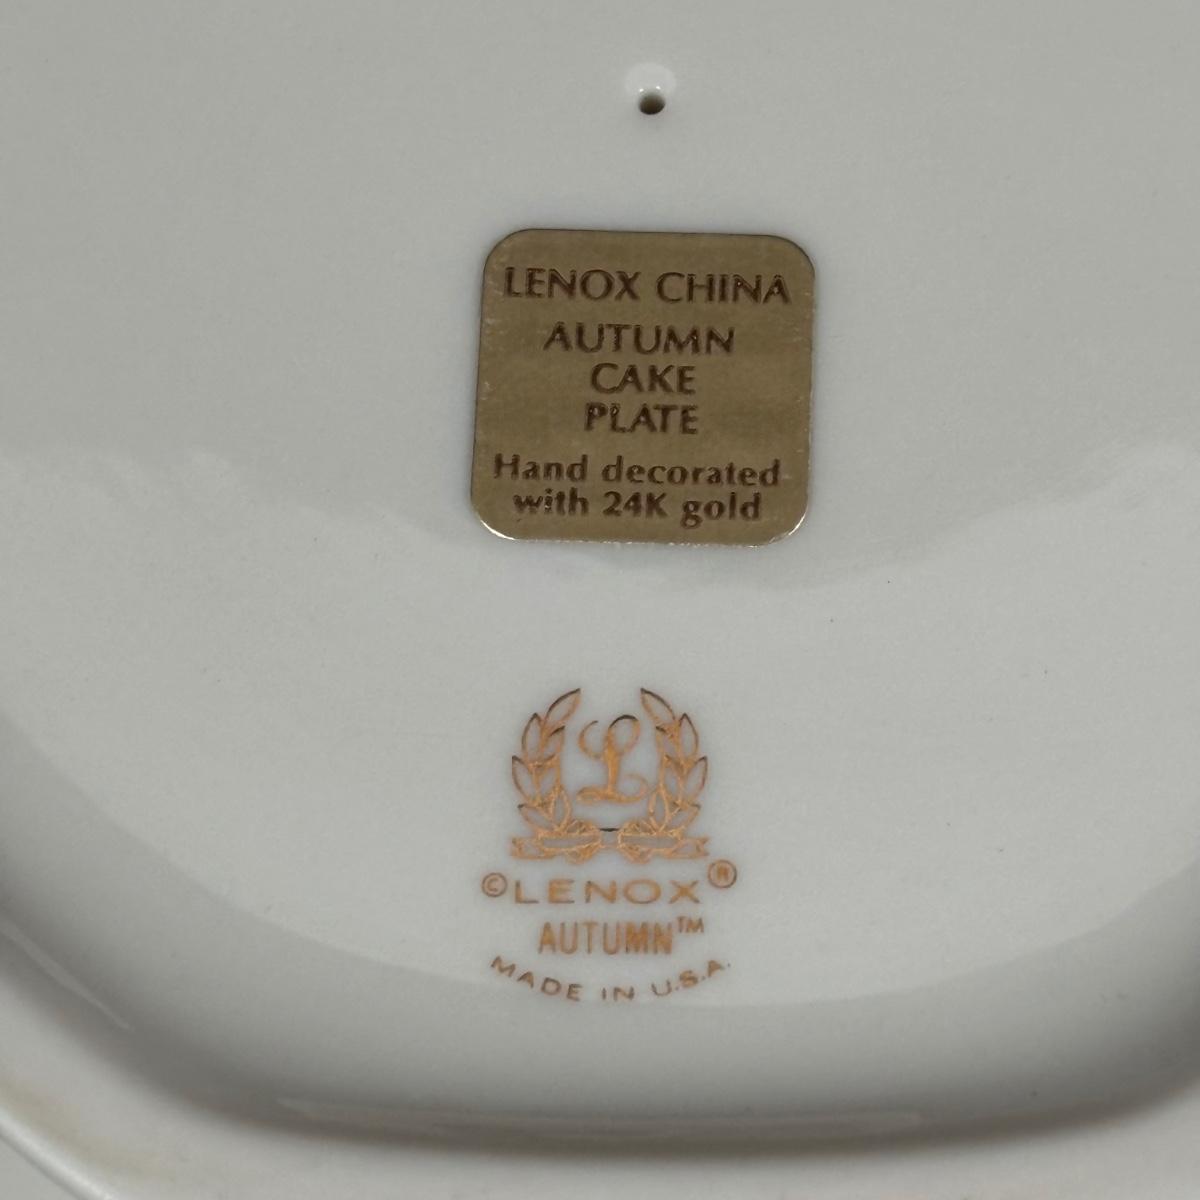 LENOX CHINA
AUTUMN
CAKE
PLATE
Hand decorated
with 24K gold
L
©LENOX®
AUTUMN™
MADE IN U.S.A.